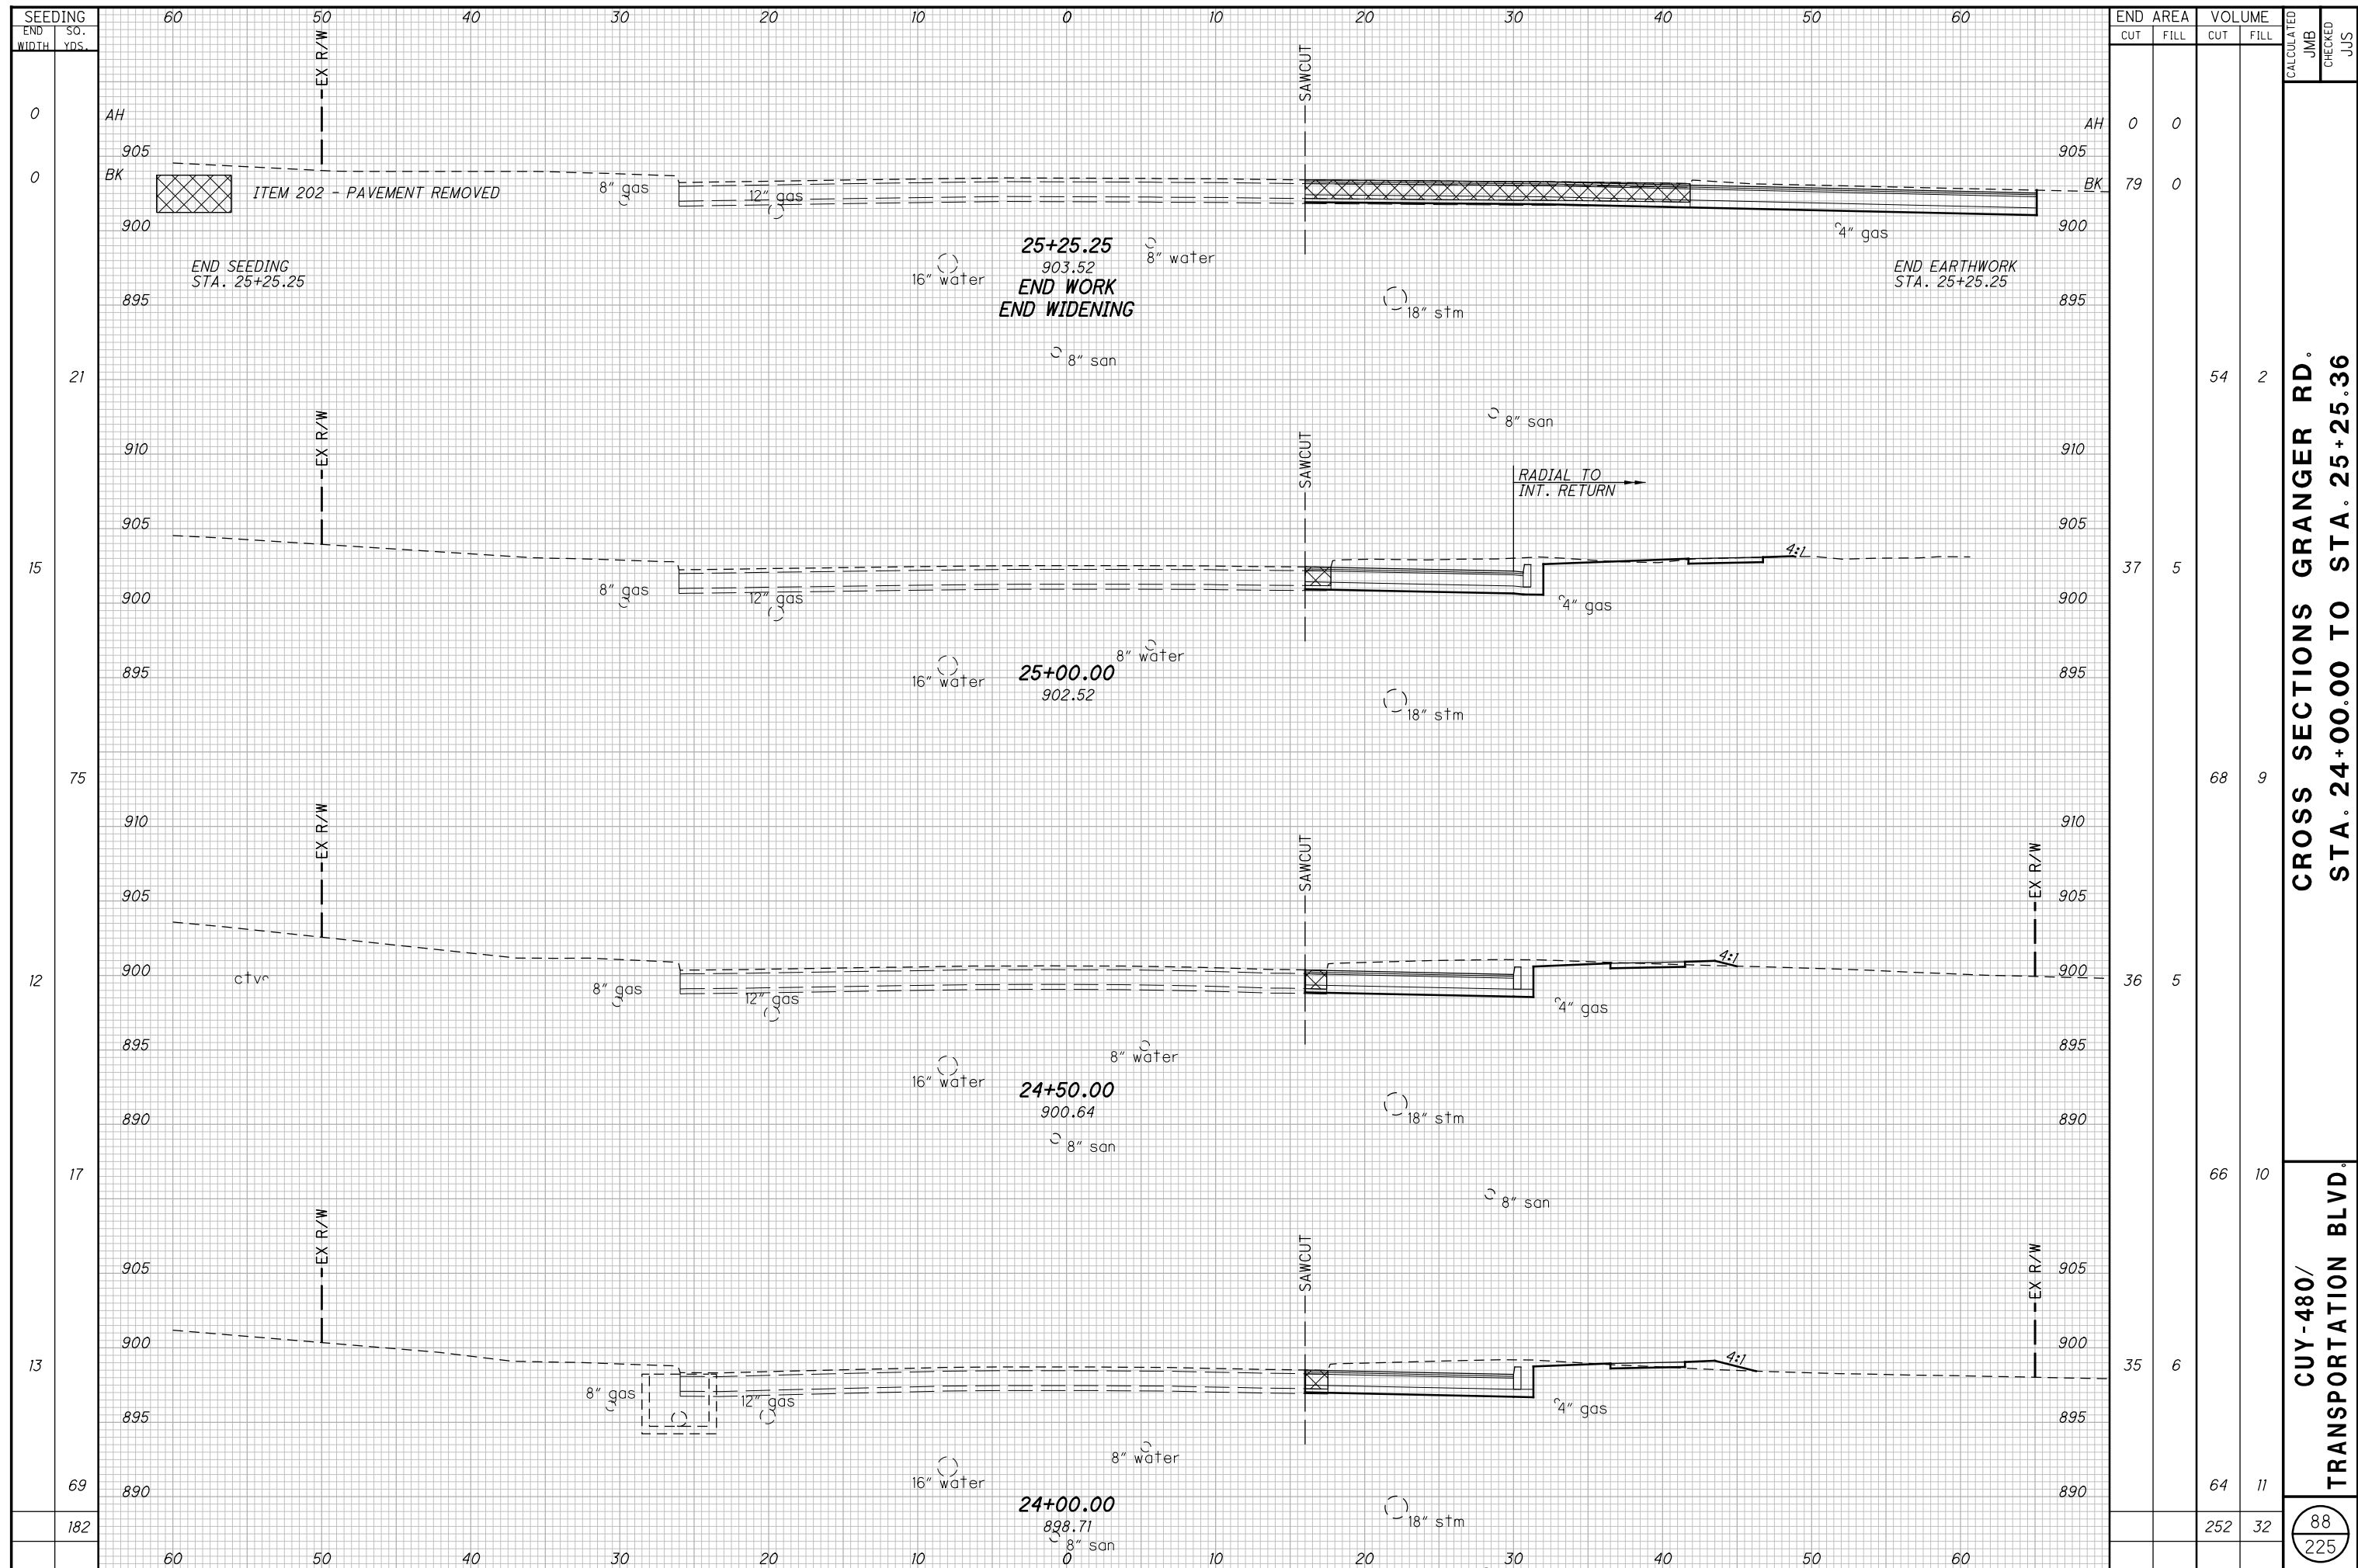 SEEDING
END WIDTH
SQ. YDS.
60 50 40 30 20 10 0 10 20 30 40 50 60
END AREA
CUT FILL
VOLUME
CUT FILL
CALCULATED
JMB
CHECKED
JJS
EX R/W
SAWCUT
0
AH
AH
0 0
905
905
0
BK
ITEM 202 - PAVEMENT REMOVED
8" gas
12" gas
BK
79 0
900
900
4" gas
25+25.25
903.52
END WORK
END WIDENING
16" water
8" water
END SEEDING
STA. 25+25.25
END EARTHWORK
STA. 25+25.25
895
895
18" stm
8" san
21
54 2
8" san
EX R/W
SAWCUT
910
910
RADIAL TO
INT. RETURN
905
905
4:1
15
37 5
8" gas
12" gas
4" gas
900
900
8" water
16" water
25+00.00
902.52
895
895
18" stm
75
68 9
EX R/W
SAWCUT
EX R/W
910
910
905
905
4:1
900
900
12
ctv
36 5
8" gas
12" gas
4" gas
895
895
8" water
16" water
24+50.00
900.64
890
890
18" stm
8" san
17
66 10
8" san
EX R/W
SAWCUT
EX R/W
905
905
900
900
4:1
13
35 6
8" gas
12" gas
4" gas
895
895
8" water
16" water
69
64 11
890
890
24+00.00
898.71
18" stm
8" san
182
252 32
60 50 40 30 20 10 0 10 20 30 40 50 60
CROSS SECTIONS GRANGER RD.
STA. 24+00.00 TO STA. 25+25.36
CUY-480/
TRANSPORTATION BLVD.
88
225